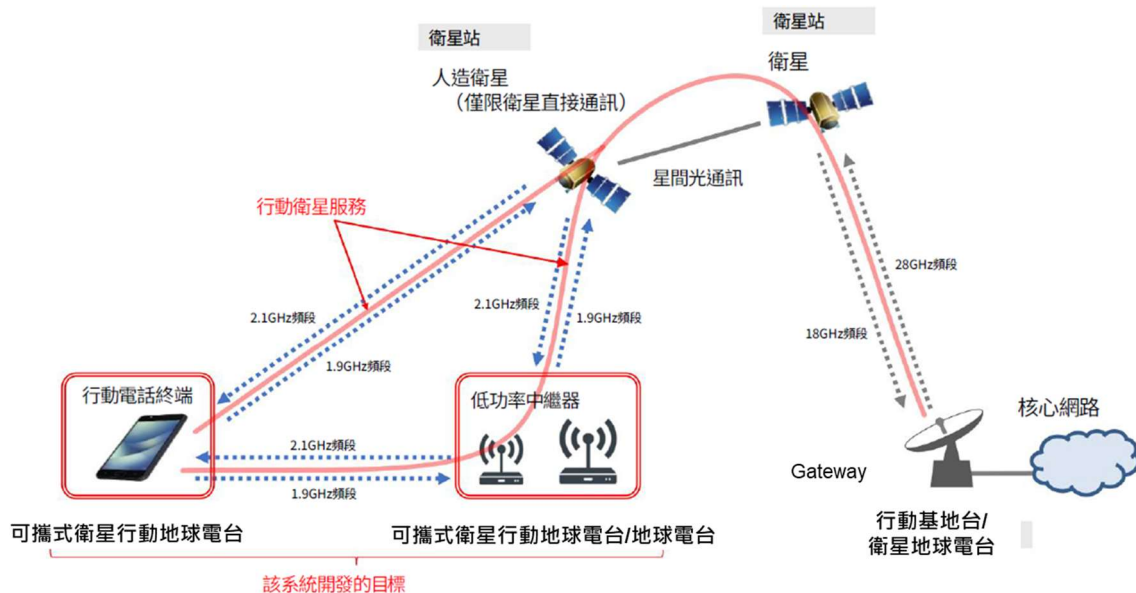 衛星站
人造衛星
（僅限衛星直接通訊）
衛星站
衛星
星間光通訊
行動衛星服務
2.1GHz頻段
1.9GHz頻段
2.1GHz頻段
1.9GHz頻段
28GHz頻段
18GHz頻段
行動電話終端
2.1GHz頻段
1.9GHz頻段
低功率中繼器
核心網路
Gateway
可攜式衛星行動地球電台
可攜式衛星行動地球電台/地球電台
行動基地台/
衛星地球電台
該系統開發的目標